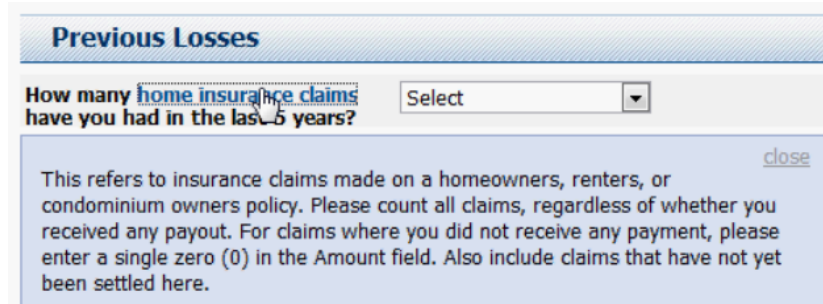 Previous Losses
How many home insurance claims
have you had in the last 5 years?
Select
close
This refers to insurance claims made on a homeowners, renters, or
condominium owners policy. Please count all claims, regardless of whether you
received any payout. For claims where you did not receive any payment, please
enter a single zero (0) in the Amount field. Also include claims that have not yet
been settled here.